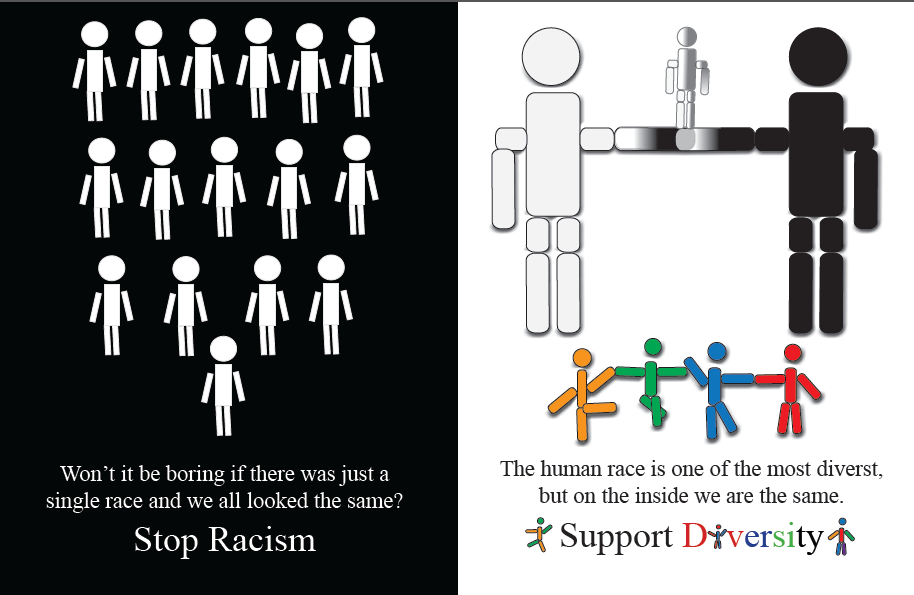 Won't it be boring if there was just a
single race and we all looked the same?
Stop Racism
The human race is one of the most diverst,
but on the inside we are the same.
Support Diversity